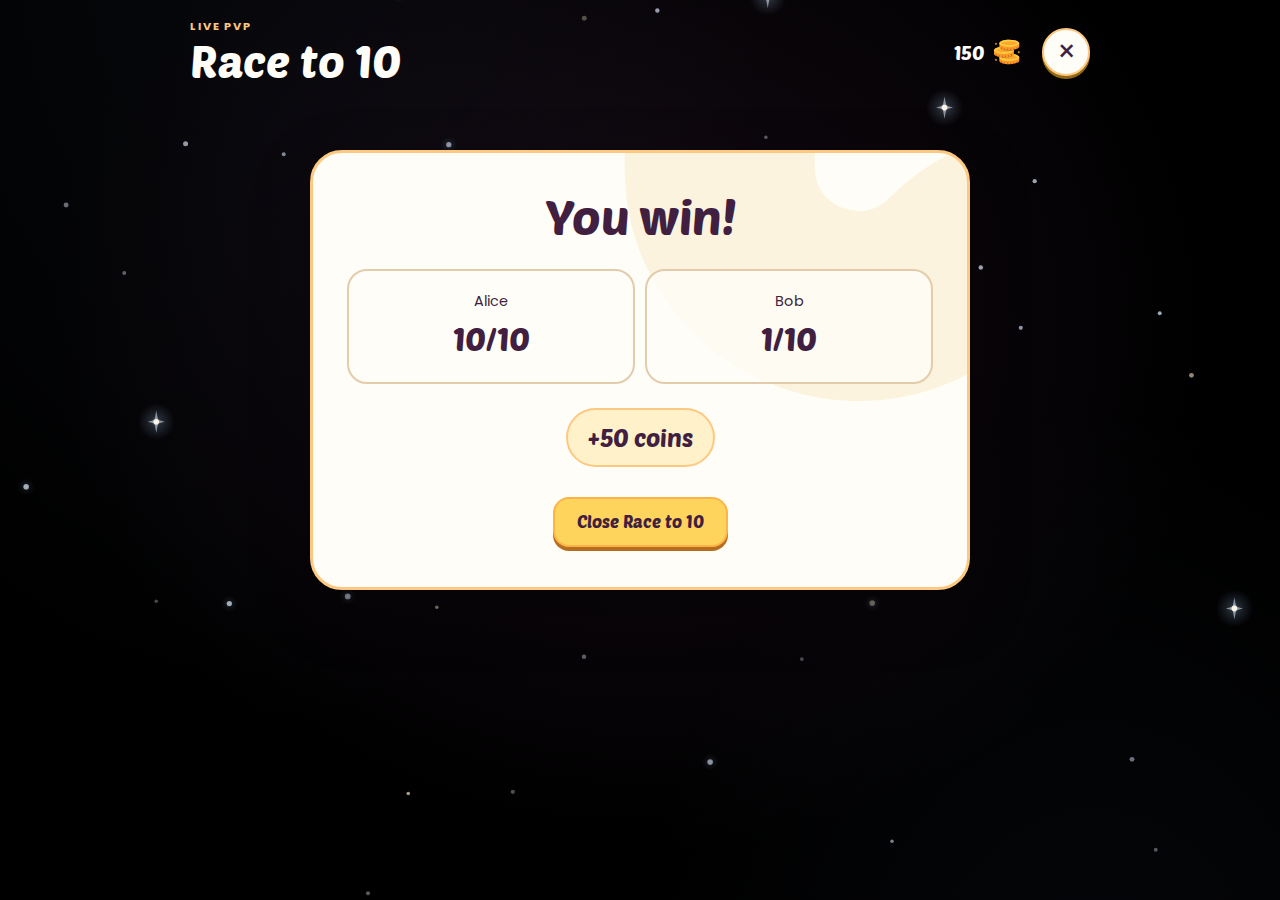 LIVE PVP
Race to 10
150
×
You win!
Alice
10/10
Bob
1/10
+50 coins
Close Race to 10